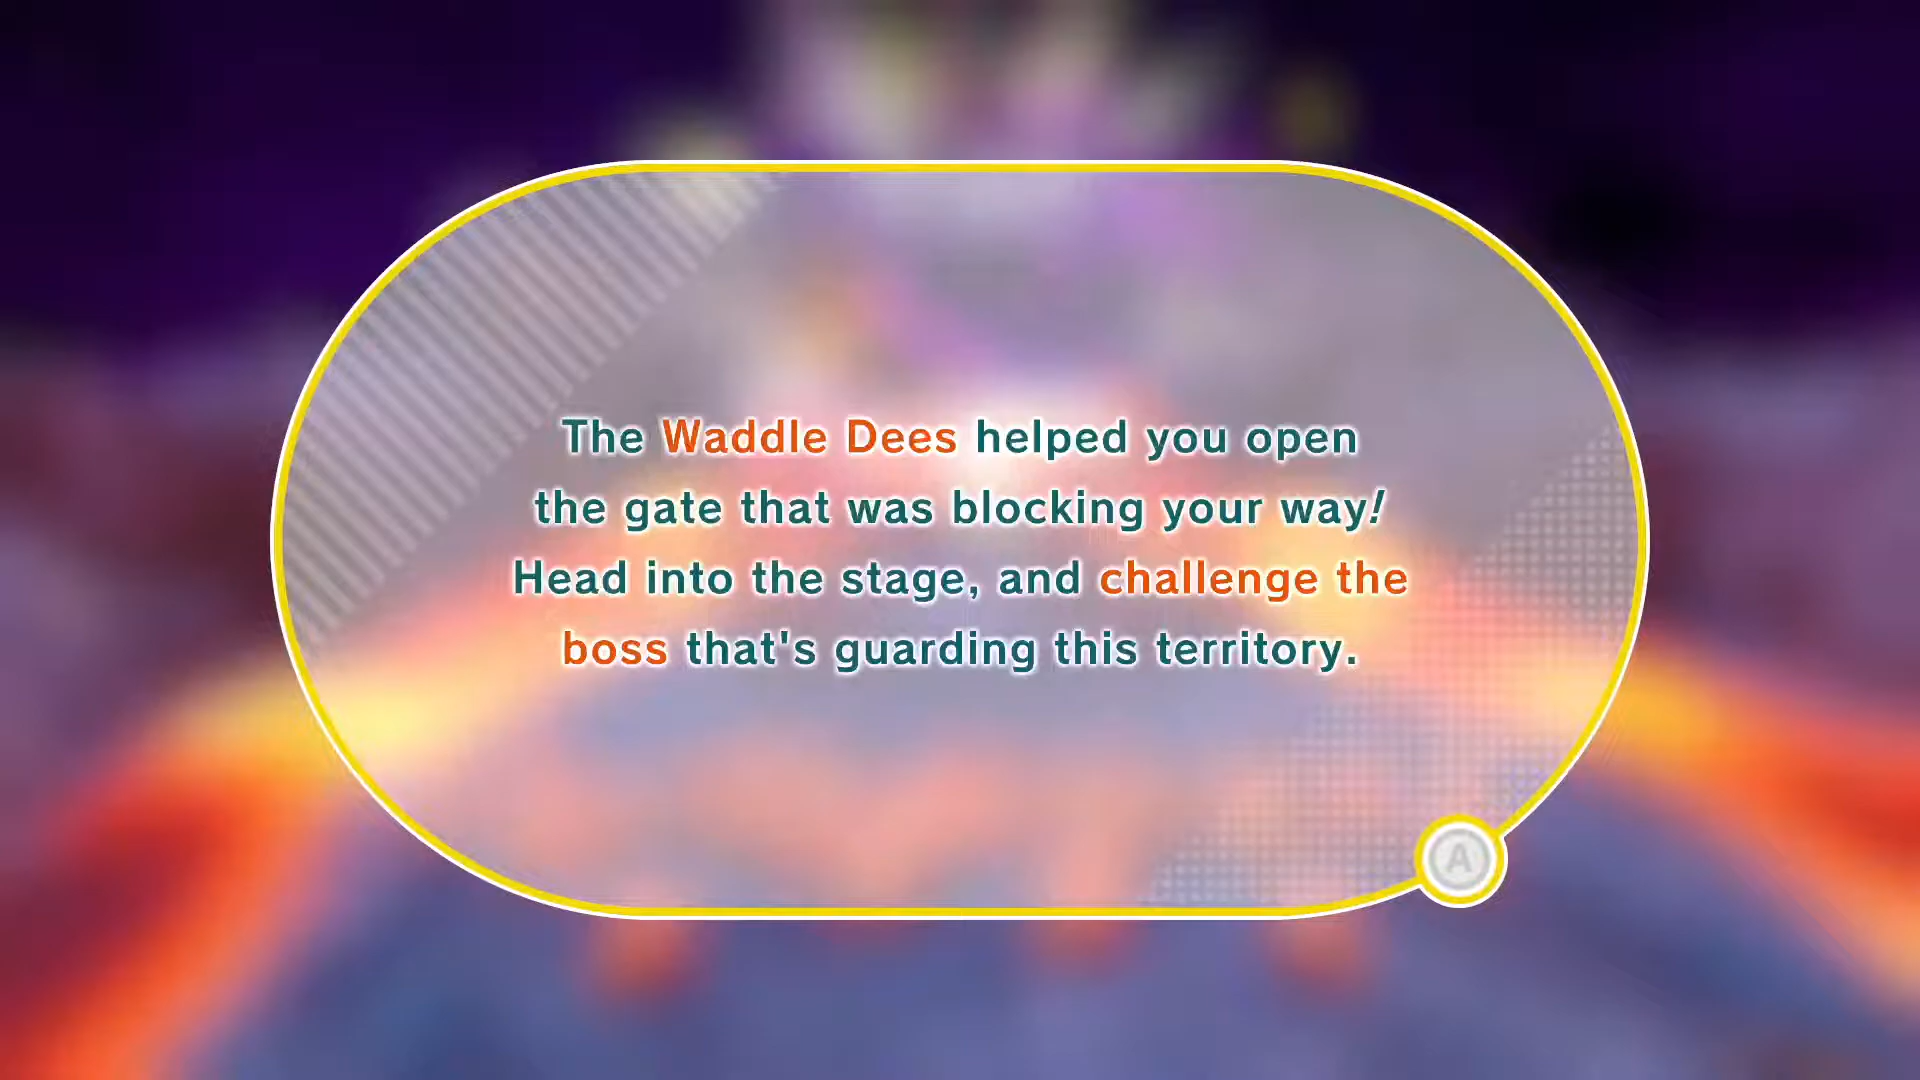 The Waddle Dees helped you open
the gate that was blocking your way!
Head into the stage, and challenge the
boss that's guarding this territory.
A